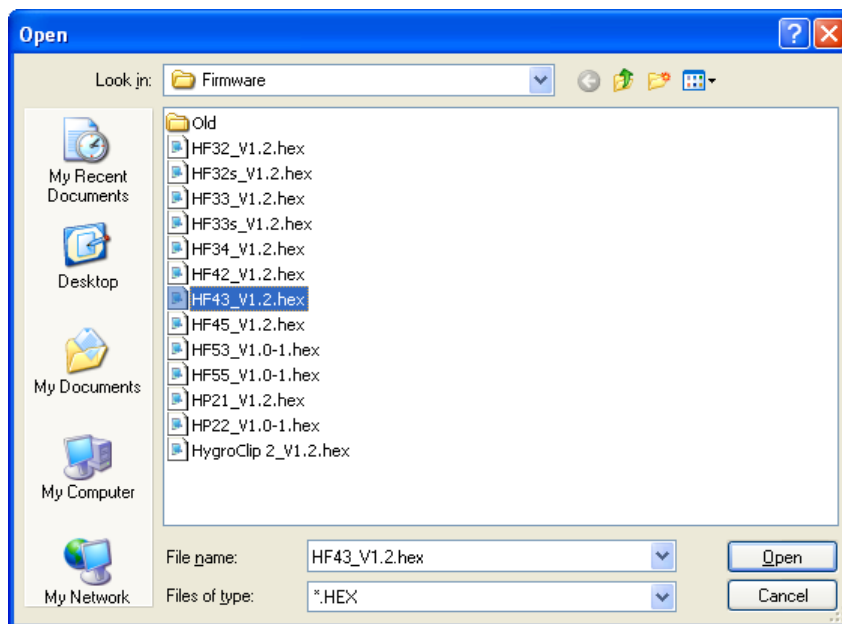 Open
Look in:
Firmware
My Recent
Documents
Desktop
My Documents
My Computer
My Network
Old
HF32_V1.2.hex
HF32s_V1.2.hex
HF33_V1.2.hex
HF33s_V1.2.hex
HF34_V1.2.hex
HF42_V1.2.hex
HF43_V1.2.hex
HF45_V1.2.hex
HF53_V1.0-1.hex
HF55_V1.0-1.hex
HP21_V1.2.hex
HP22_V1.0-1.hex
HygroClip 2_V1.2.hex
File name:
HF43_V1.2.hex
Open
Files of type:
*.HEX
Cancel